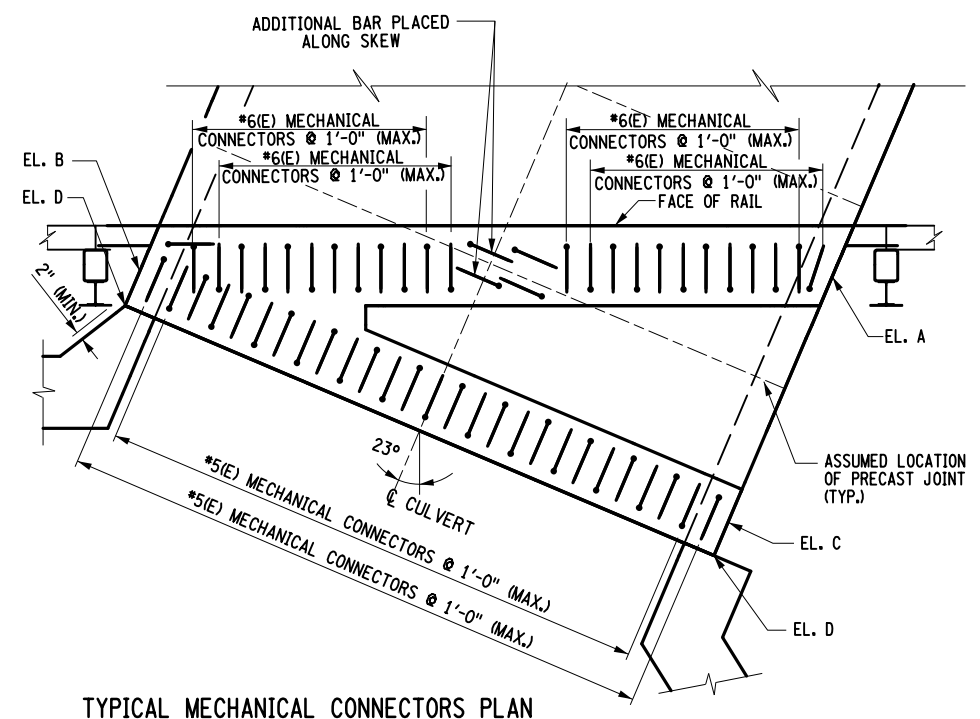 ADDITIONAL BAR PLACED
ALONG SKEW
#6(E) MECHANICAL
CONNECTORS @ 1'-0" (MAX.)
#6(E) MECHANICAL
CONNECTORS @ 1'-0" (MAX.)
#6(E) MECHANICAL
CONNECTORS @ 1'-0" (MAX.)
#6(E) MECHANICAL
CONNECTORS @ 1'-0" (MAX.)
FACE OF RAIL
EL. B
EL. D
2" (MIN.)
EL. A
23°
℄ CULVERT
ASSUMED LOCATION
OF PRECAST JOINT
(TYP.)
#5(E) MECHANICAL CONNECTORS @ 1'-0" (MAX.)
#5(E) MECHANICAL CONNECTORS @ 1'-0" (MAX.)
EL. C
EL. D
TYPICAL MECHANICAL CONNECTORS PLAN